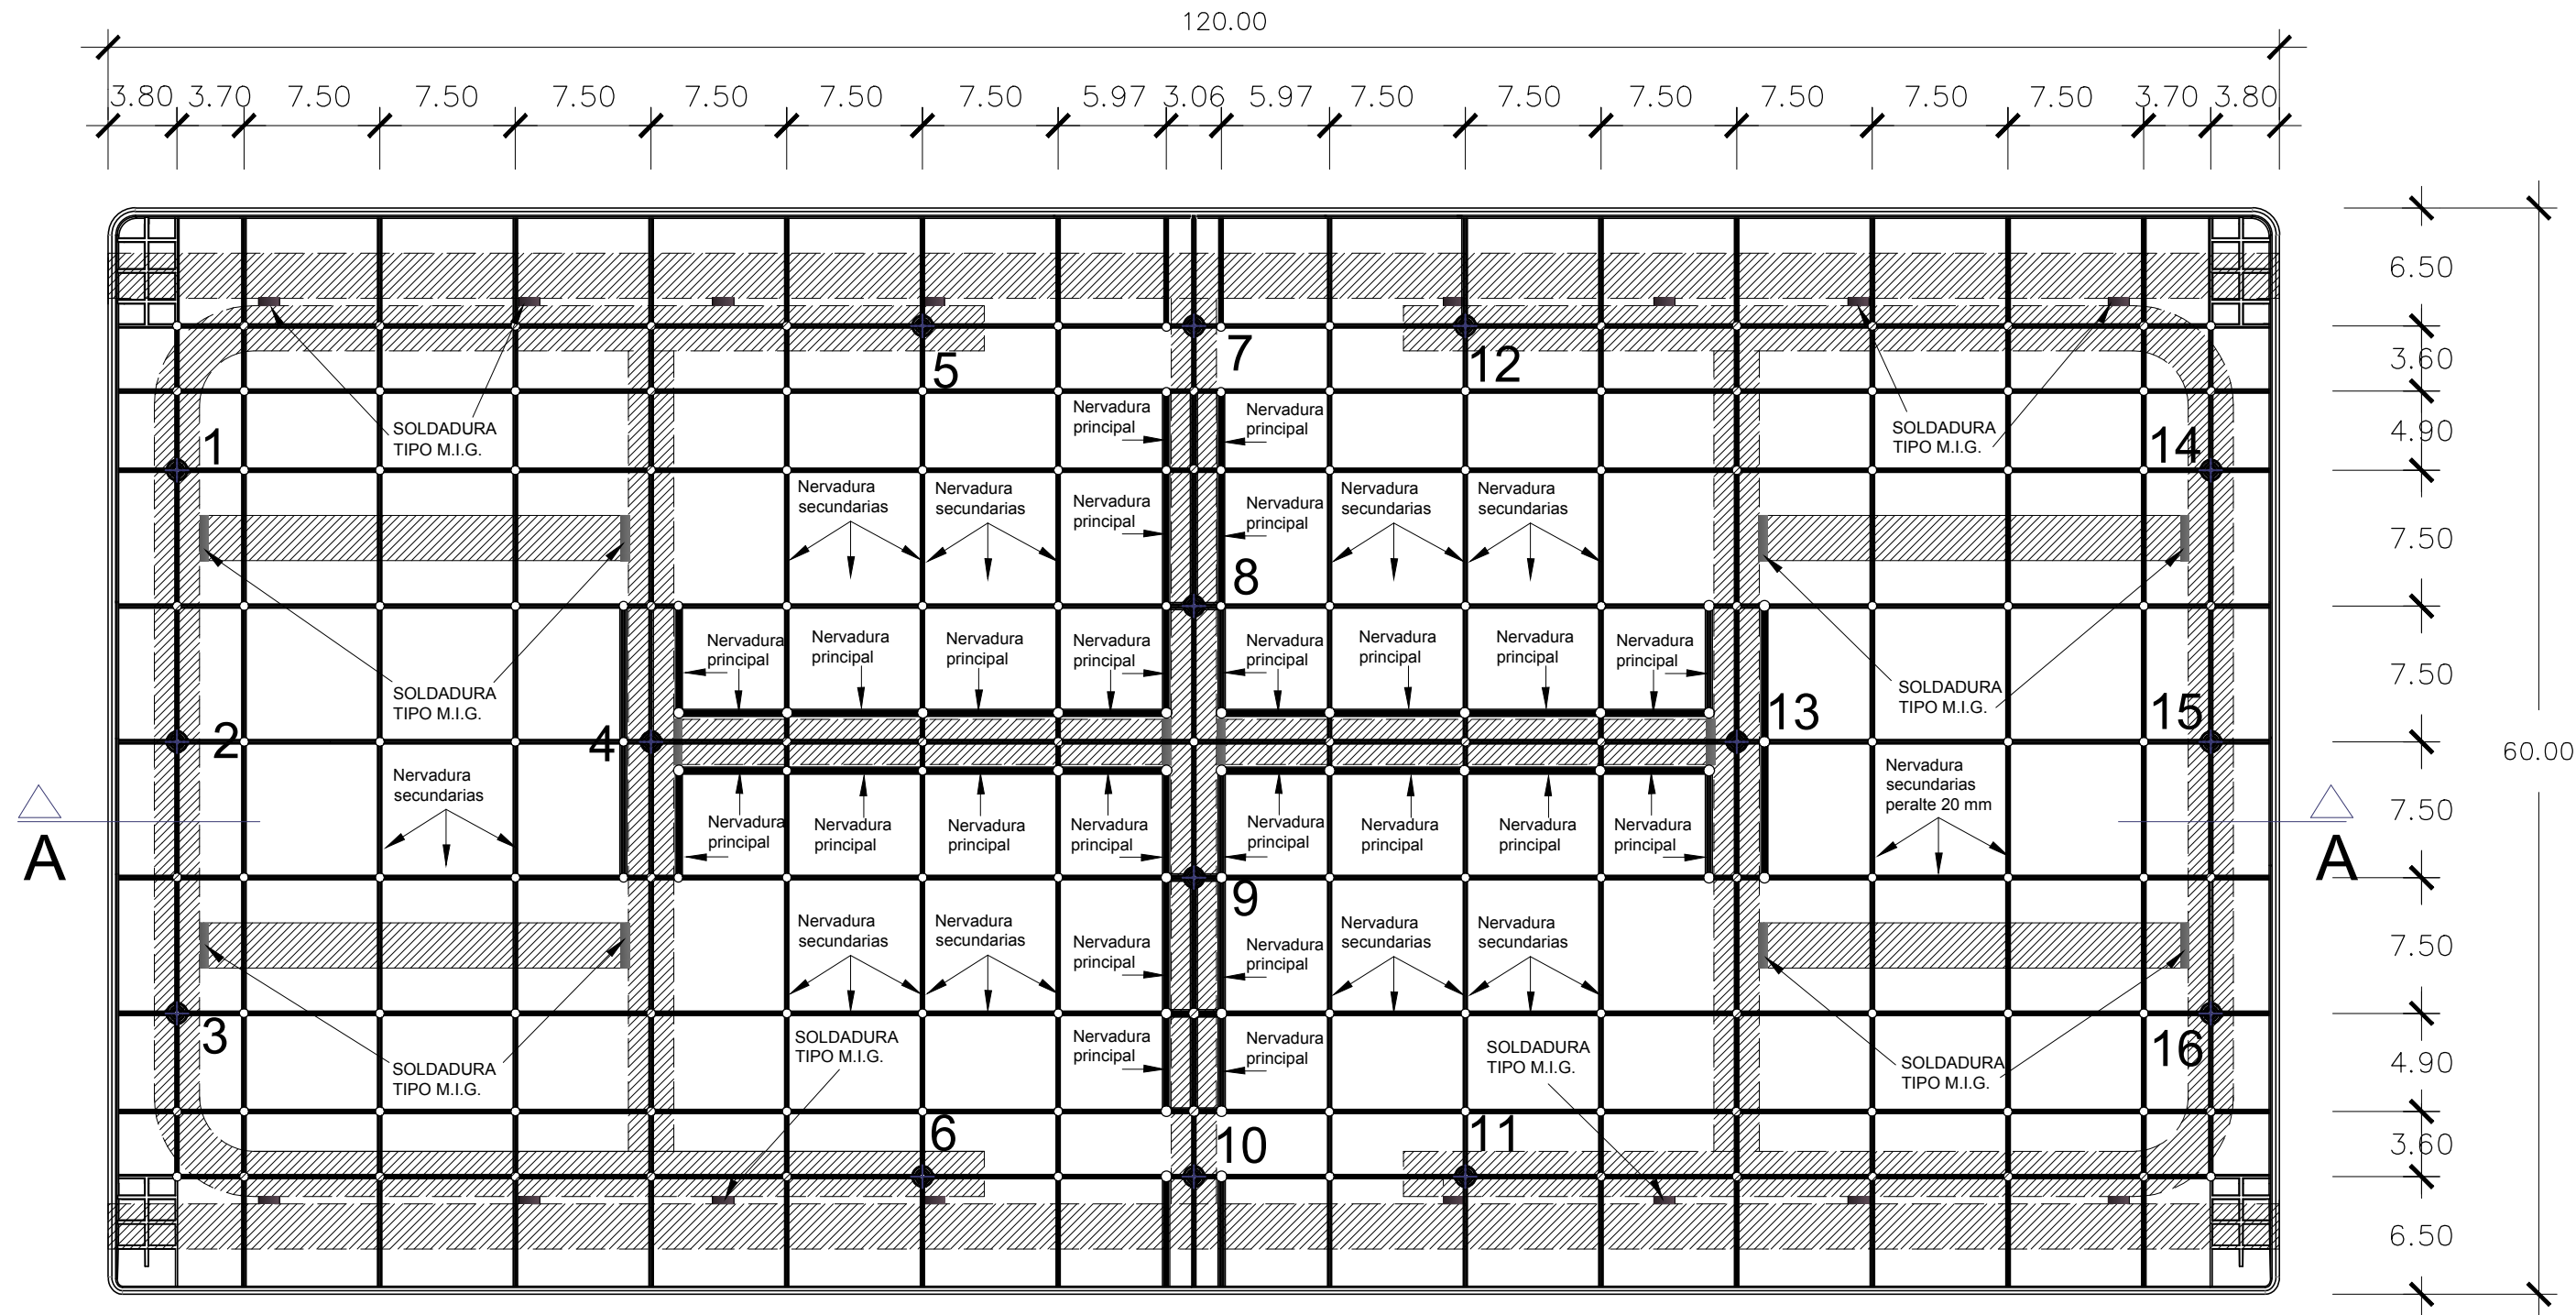 120.00
3.80 3.70 7.50 7.50 7.50 7.50 7.50 7.50 5.97 3.06 5.97 7.50 7.50 7.50 7.50 7.50 7.50 3.70 3.80
6.50
3.60
4.90
7.50
7.50
7.50
7.50
4.90
3.60
6.50
60.00
5
7
12
SOLDADURA
TIPO M.I.G.
Nervadura
principal
Nervadura
principal
SOLDADURA
TIPO M.I.G.
1
14
Nervadura
secundarias
Nervadura
secundarias
Nervadura
principal
Nervadura
principal
Nervadura
secundarias
Nervadura
secundarias
8
Nervadura
principal
Nervadura
principal
Nervadura
principal
Nervadura
principal
Nervadura
principal
Nervadura
principal
Nervadura
principal
Nervadura
principal
SOLDADURA
TIPO M.I.G.
SOLDADURA
TIPO M.I.G.
2
4
13
15
Nervadura
secundarias
Nervadura
secundarias
peralte 20 mm
A
A
Nervadura
principal
Nervadura
principal
Nervadura
principal
Nervadura
principal
Nervadura
principal
Nervadura
principal
Nervadura
principal
Nervadura
principal
9
Nervadura
secundarias
Nervadura
secundarias
Nervadura
principal
Nervadura
principal
Nervadura
secundarias
Nervadura
secundarias
3
16
SOLDADURA
TIPO M.I.G.
SOLDADURA
TIPO M.I.G.
Nervadura
principal
Nervadura
principal
SOLDADURA
TIPO M.I.G.
SOLDADURA
TIPO M.I.G.
6
10
11